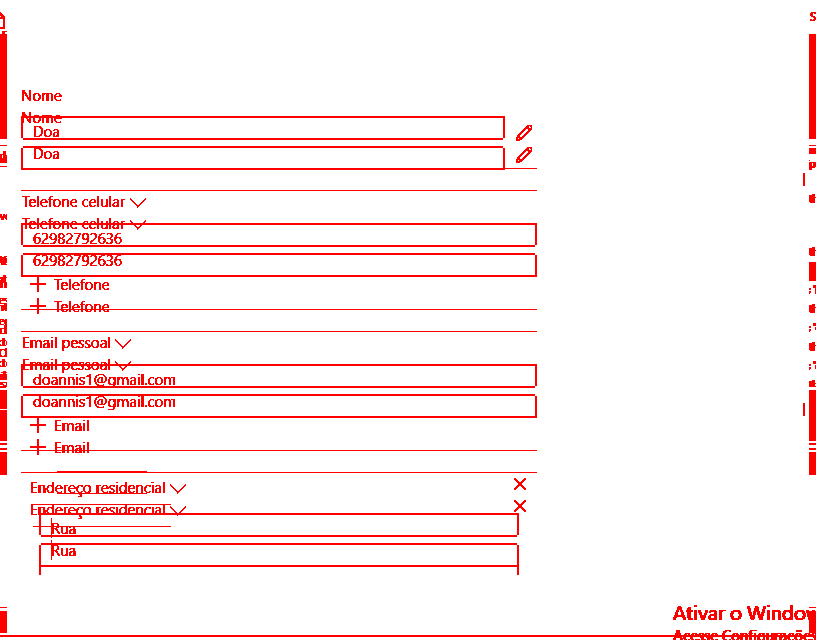 Nome
Nome
Doa
Doa
Telefone celular
Telefone celular
62982792636
62982792636
Telefone
Telefone
Email pessoal
Email pessoal
doannis1@gmail.com
doannis1@gmail.com
Email
Email
Endereço residencial
Endereço residencial
Rua
Rua
Ativar o Window
Acesse Configurações